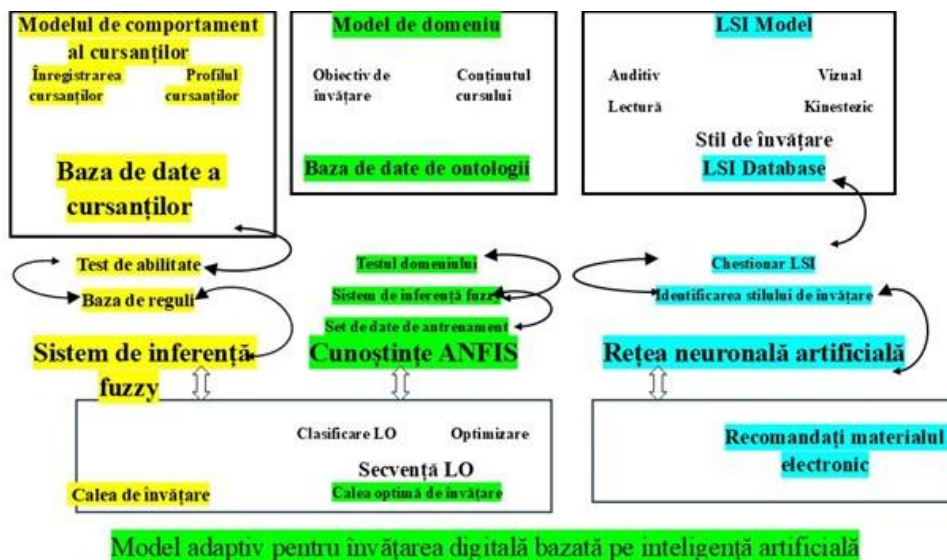 Modelul de comportament
al cursanților
Înregistrarea
cursanților
Profilul
cursanților
Baza de date a
cursanților
Model de domeniu
Obiectiv de
învățare
Conținutul
cursului
Baza de date de ontologii
LSI Model
Auditiv
Vizual
Lectură
Kinestezic
Stil de învățare
LSI Database
Test de abilitate
Baza de reguli
Sistem de inferență
fuzzy
Testul domeniului
Sistem de inferență fuzzy
Set de date de antrenament
Cunoștințe ANFIS
Chestionar LSI
Identificarea stilului de învățare
Rețea neuronală artificială
Clasificare LO
Optimizare
Secvență LO
Calea de învățare
Calea optimă de învățare
Recomandați materialul
electronic
Model adaptiv pentru învățarea digitală bazată pe inteligență artificială